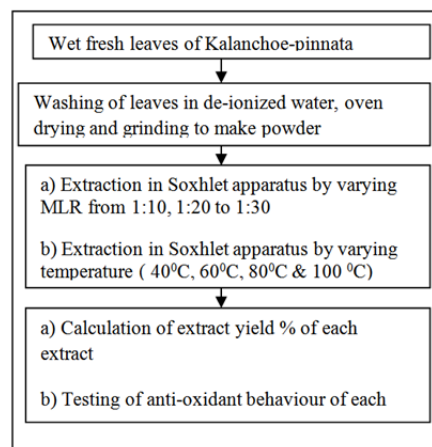 Wet fresh leaves of Kalanchoe-pinnata
Washing of leaves in de-ionized water, oven
drying and grinding to make powder
a) Extraction in Soxhlet apparatus by varying
MLR from 1:10, 1:20 to 1:30
b) Extraction in Soxhlet apparatus by varying
temperature ( 40⁰C, 60⁰C, 80⁰C & 100 ⁰C)
a) Calculation of extract yield % of each
extract
b) Testing of anti-oxidant behaviour of each